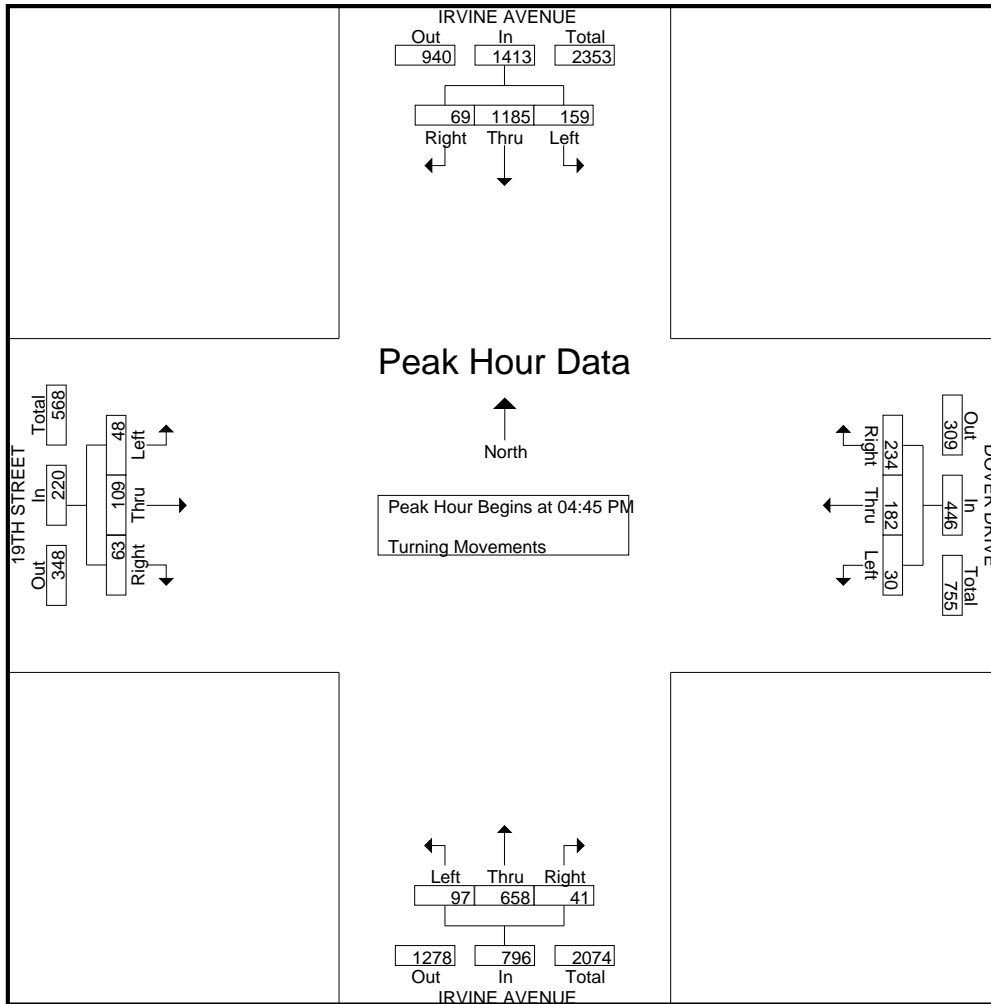 IRVINE AVENUE
Out In Total
940 1413 2353
69 1185 159
Right Thru Left
Peak Hour Data
North
Peak Hour Begins at 04:45 PM
Turning Movements
19TH STREET
Out In Total
348 220 568
63 109 48
Right Thru Left
DOVER DRIVE
Out In Total
309 446 755
234 182 30
Right Thru Left
Left Thru Right
97 658 41
1278 796 2074
Out In Total
IRVINE AVENUE